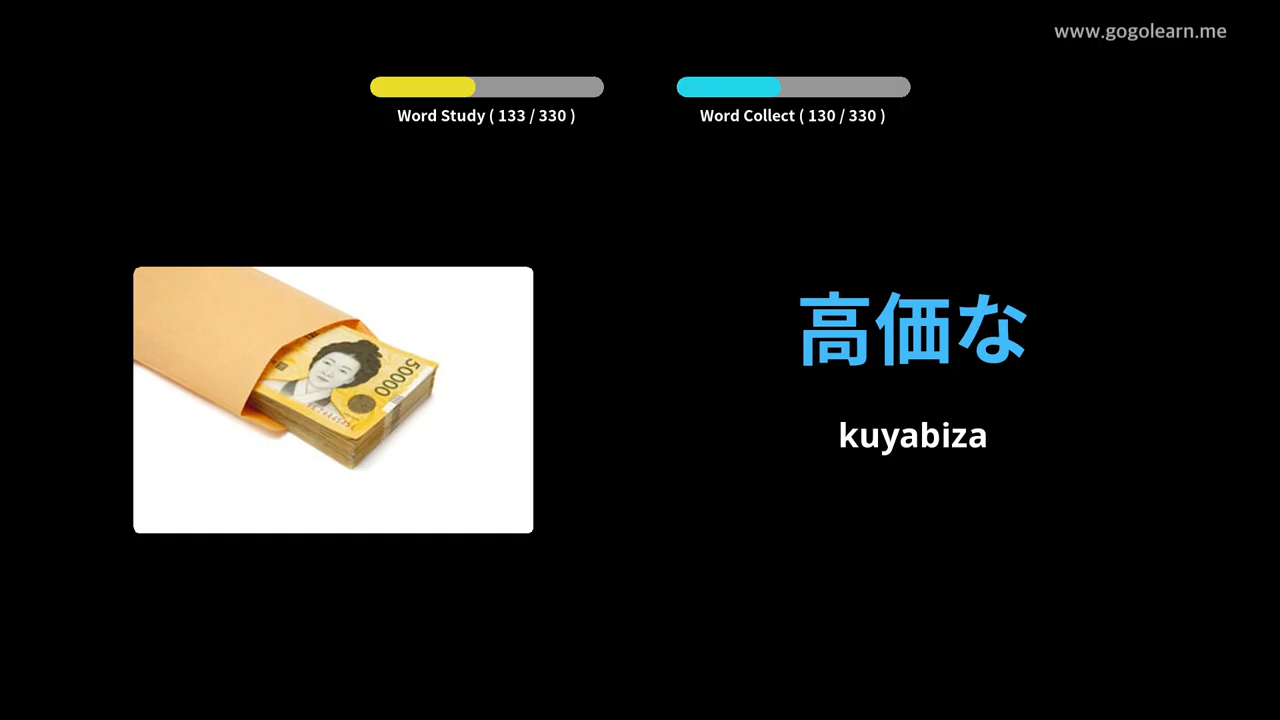 www.gogolearn.me
Word Study ( 133 / 330 )
Word Collect ( 130 / 330 )
50000
高価な
kuyabiza